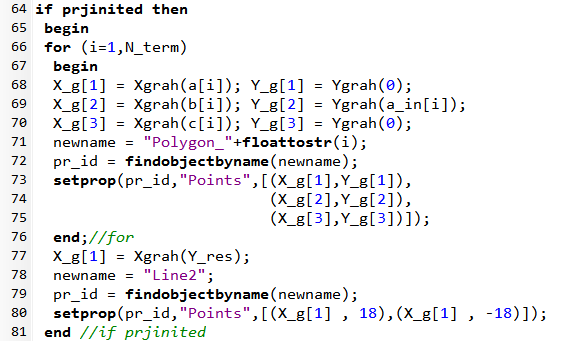 64 if prjinited then
65  begin
66  for (i=1,N_term)
67   begin
68   X_g[1] = Xgrah(a[i]); Y_g[1] = Ygrah(0);
69   X_g[2] = Xgrah(b[i]); Y_g[2] = Ygrah(a_in[i]);
70   X_g[3] = Xgrah(c[i]); Y_g[3] = Ygrah(0);
71   newname = "Polygon_"+floattostr(i);
72   pr_id = findobjectbyname(newname);
73   setprop(pr_id,"Points",[(X_g[1],Y_g[1]),
74                           (X_g[2],Y_g[2]),
75                           (X_g[3],Y_g[3])]);
76   end;//for
77   X_g[1] = Xgrah(Y_res);
78   newname = "Line2";
79   pr_id = findobjectbyname(newname);
80   setprop(pr_id,"Points",[(X_g[1] , 18),(X_g[1] , -18)]);
81  end //if prjinited